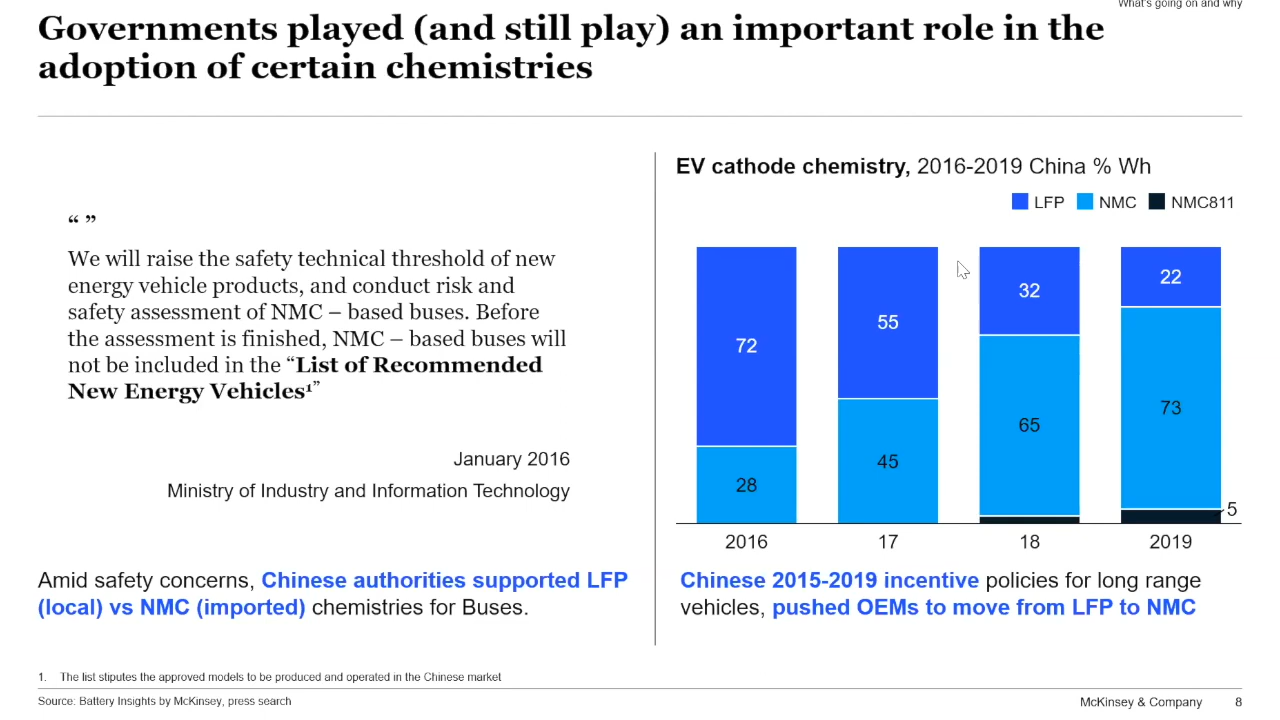 What's going on and why
Governments played (and still play) an important role in the
adoption of certain chemistries
“ ”
We will raise the safety technical threshold of new
energy vehicle products, and conduct risk and
safety assessment of NMC – based buses. Before
the assessment is finished, NMC – based buses will
not be included in the “List of Recommended
New Energy Vehicles¹”
January 2016
Ministry of Industry and Information Technology
Amid safety concerns, Chinese authorities supported LFP
(local) vs NMC (imported) chemistries for Buses.
EV cathode chemistry, 2016-2019 China % Wh
LFP NMC NMC811
72 55 32 22
28 45 65 73
5
2016 17 18 2019
Chinese 2015-2019 incentive policies for long range
vehicles, pushed OEMs to move from LFP to NMC
1. The list stiputes the approved models to be produced and operated in the Chinese market
Source: Battery Insights by McKinsey, press search
McKinsey & Company 8